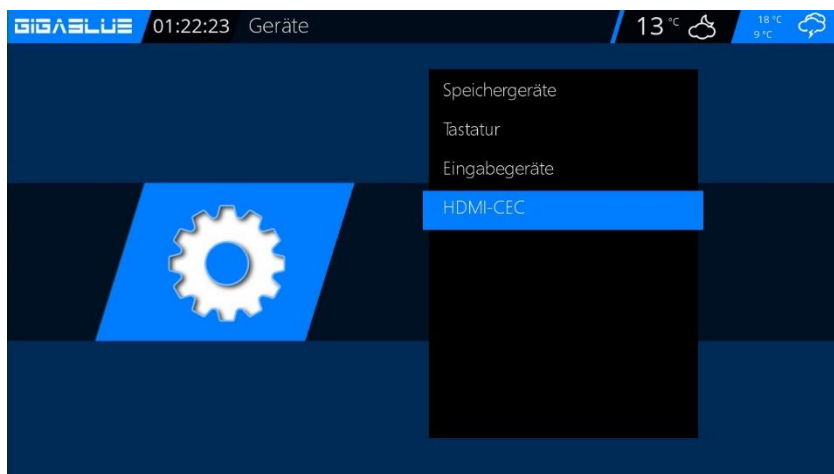 GIGABLUE 01:22:23 Geräte 13 °C 18 °C
9 °C
Speichergeräte
Tastatur
Eingabegeräte
HDMI-CEC